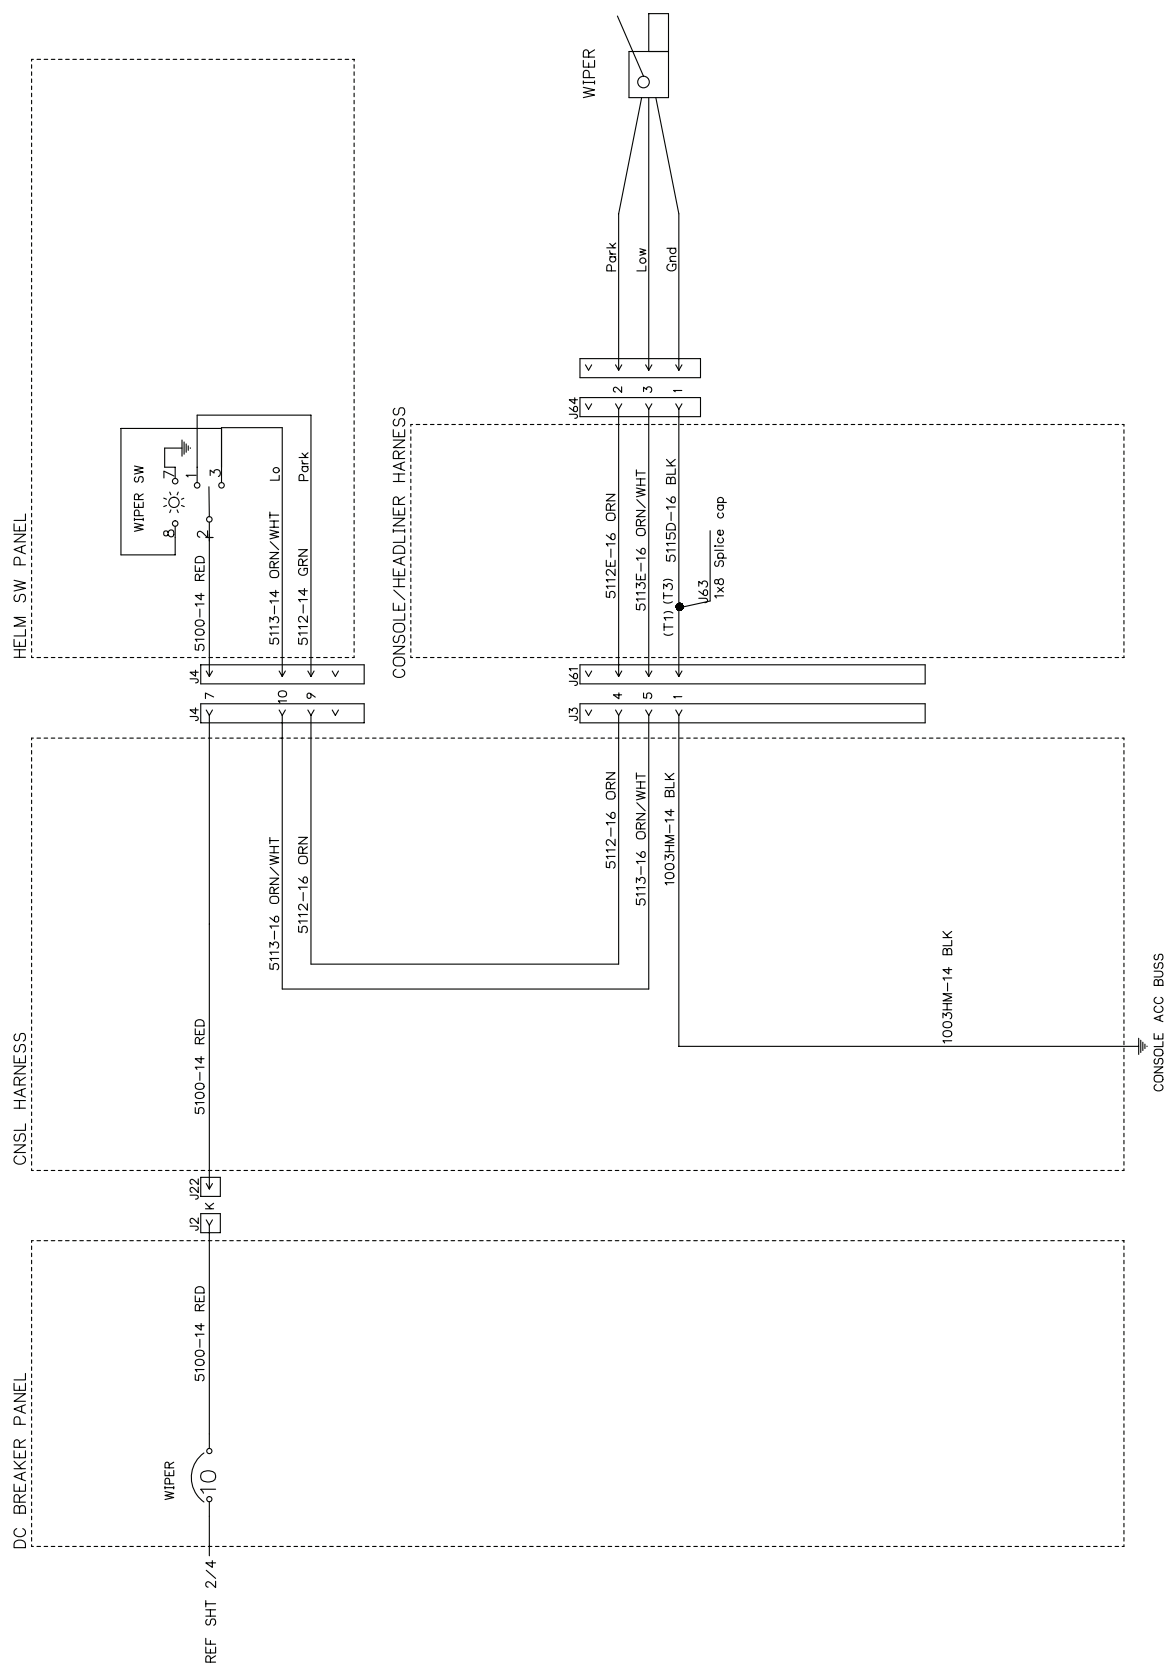 HELM SW PANEL
WIPER SW
8
7
2
1
3
5100-14 RED
5113-14 ORN/WHT
Lo
5112-14 GRN
Park
J4
7
10
9
J4
WIPER
Park
Low
Gnd
2
3
1
J64
CONSOLE/HEADLINER HARNESS
5112E-16 ORN
5113E-16 ORN/WHT
(T1) (T3)
5115D-16 BLK
J63
1x8 Splice cap
J61
4
5
1
J3
CNSL HARNESS
5100-14 RED
5113-16 ORN/WHT
5112-16 ORN
5112-16 ORN
5113-16 ORN/WHT
1003HM-14 BLK
1003HM-14 BLK
CONSOLE ACC BUSS
J22
K
J2
DC BREAKER PANEL
5100-14 RED
WIPER
10
REF SHT 2/4